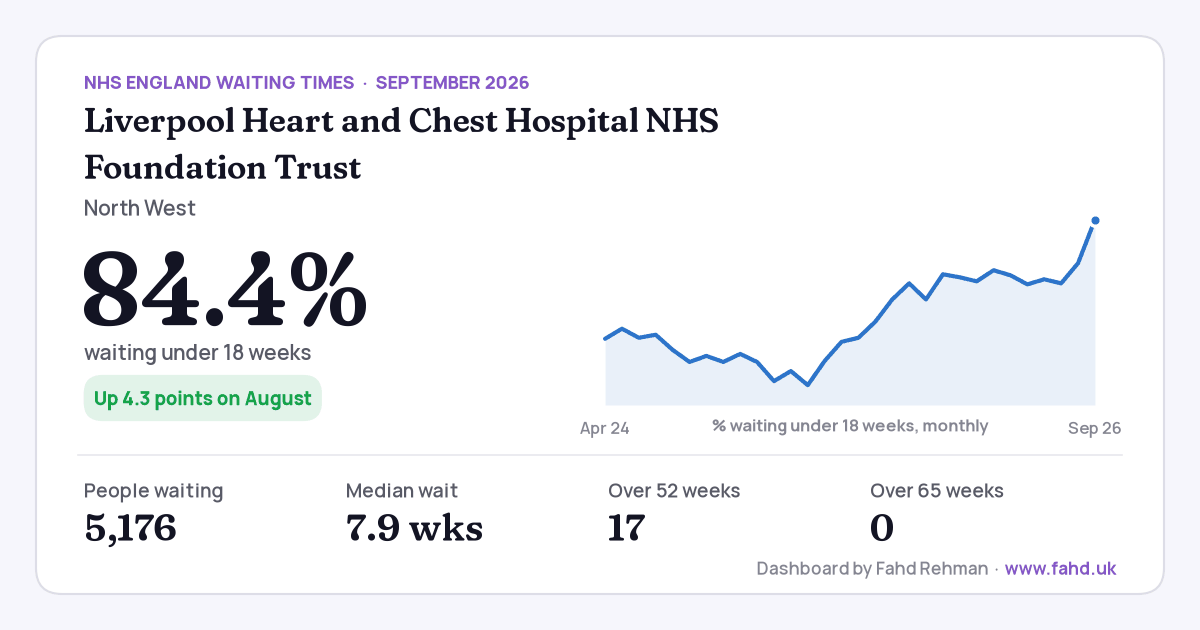 NHS ENGLAND WAITING TIMES · SEPTEMBER 2026
Liverpool Heart and Chest Hospital NHS
Foundation Trust
North West
84.4%
waiting under 18 weeks
Up 4.3 points on August
Apr 24
% waiting under 18 weeks, monthly
Sep 26
People waiting
5,176
Median wait
7.9 wks
Over 52 weeks
17
Over 65 weeks
0
Dashboard by Fahd Rehman · www.fahd.uk